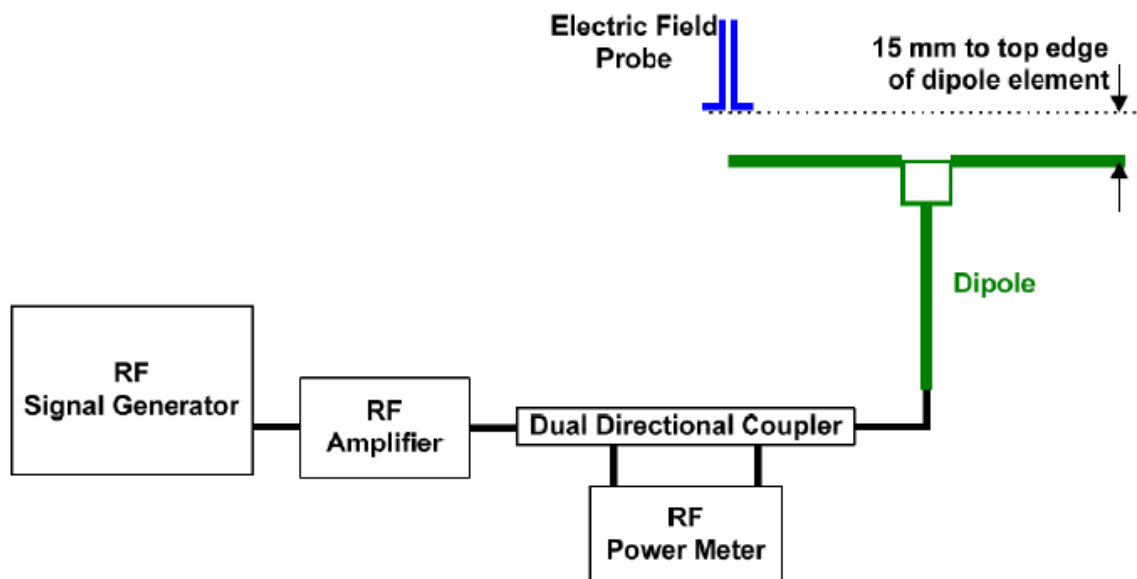 Electric Field
Probe
15 mm to top edge
of dipole element
Dipole
RF
Signal Generator
RF
Amplifier
Dual Directional Coupler
RF
Power Meter